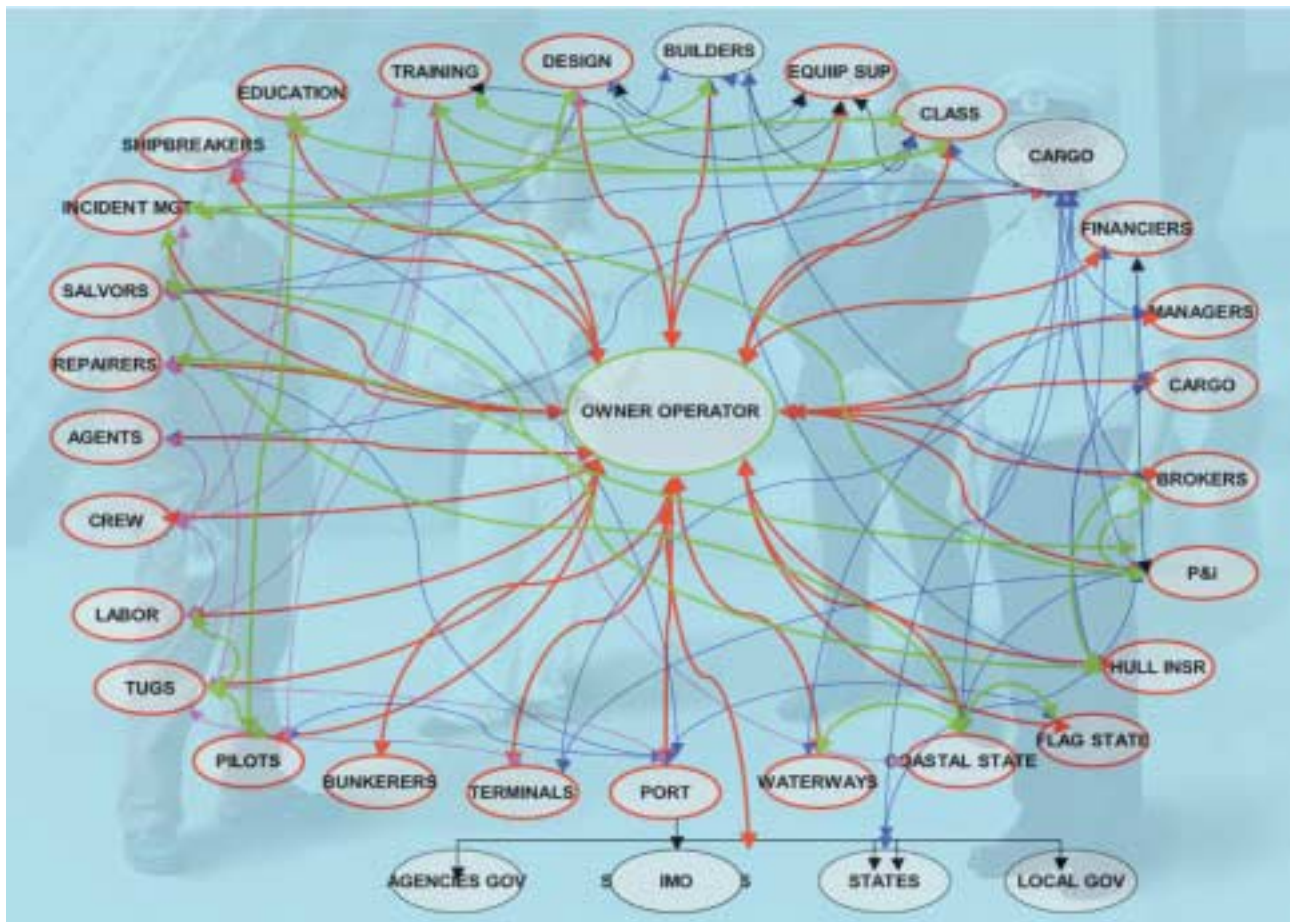 BUILDERS
DESIGN
EQUIIP SUP
TRAINING
EDUCATION
CLASS
SHIPBREAKERS
CARGO
INCIDENT MGT
FINANCIERS
SALVORS
MANAGERS
REPAIRERS
CARGO
OWNER OPERATOR
AGENTS
BROKERS
CREW
P&I
LABOR
HULL INSR
TUGS
FLAG STATE
PILOTS
BUNKERERS
TERMINALS
PORT
WATERWAYS
COASTAL STATE
AGENCIES GOV
IMO
STATES
LOCAL GOV